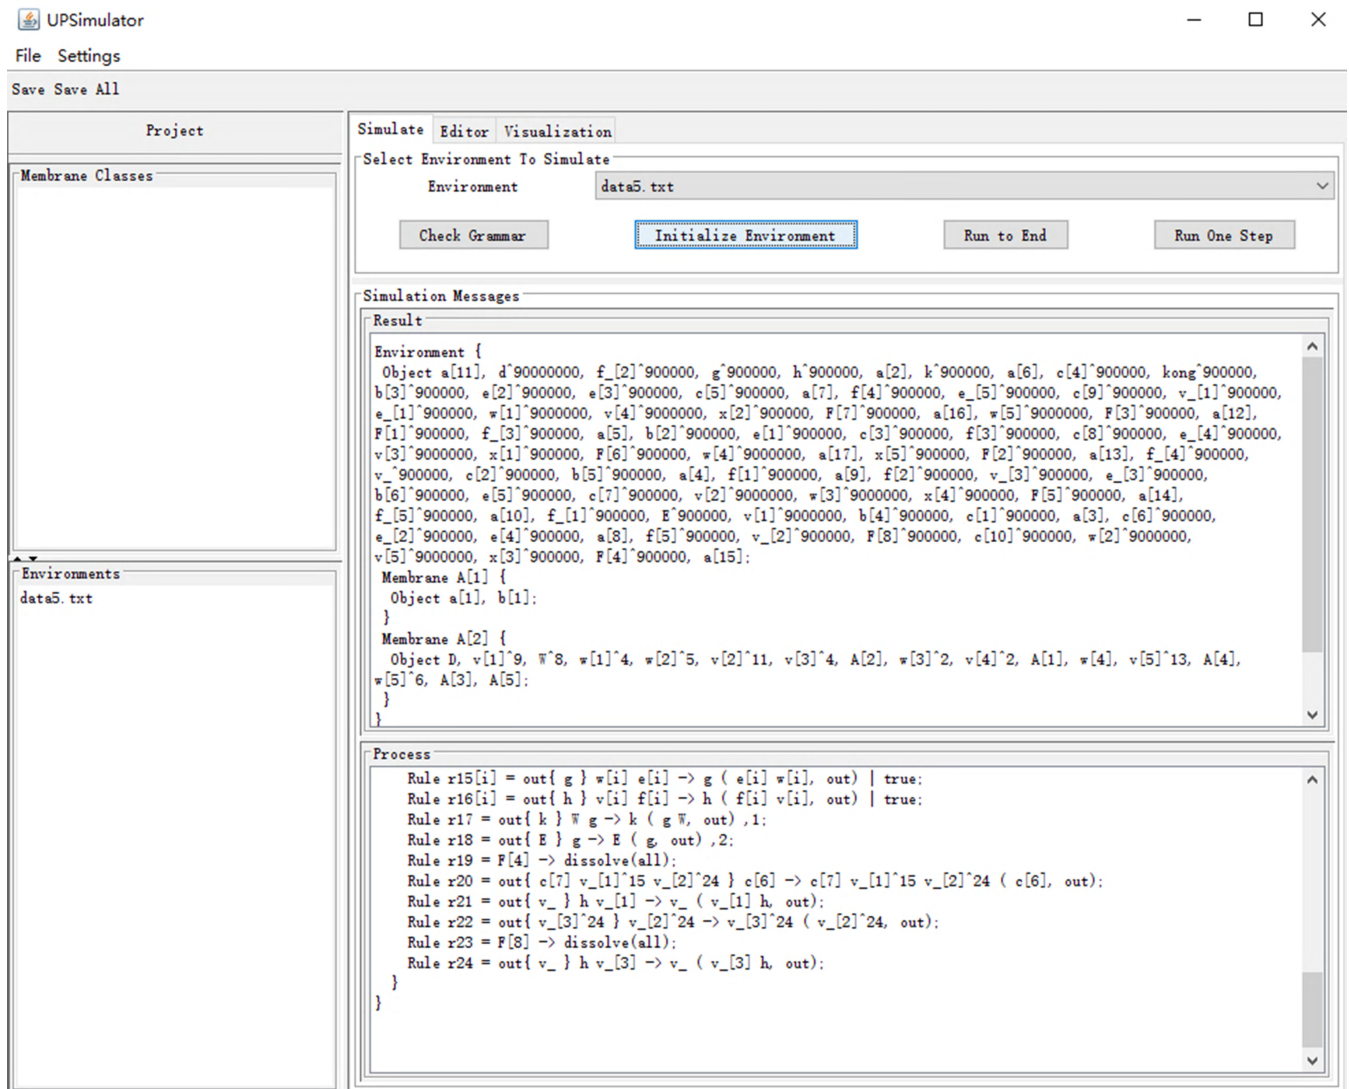 UPSimulator
File Settings
Save Save All
Project
Membrane Classes
Environments
data5.txt
Simulate Editor Visualization
Select Environment To Simulate
Environment data5.txt
Check Grammar Initialize Environment Run to End Run One Step
Simulation Messages
Result
Environment {
Object a[11], d^90000000, f_[2]^900000, g^900000, h^900000, a[2], k^900000, a[6], c[4]^900000, kong^900000,
b[3]^900000, e[2]^900000, e[3]^900000, c[5]^900000, a[7], f[4]^900000, e_[5]^900000, c[9]^900000, v_[1]^900000,
e_[1]^900000, w[1]^9000000, v[4]^9000000, x[2]^900000, F[7]^900000, a[16], w[5]^9000000, F[3]^900000, a[12],
F[1]^900000, f_[3]^900000, a[5], b[2]^900000, e[1]^900000, c[3]^900000, f[3]^900000, c[8]^900000, e_[4]^900000,
v[3]^9000000, x[1]^900000, F[6]^900000, w[4]^9000000, a[17], x[5]^900000, F[2]^900000, a[13], f_[4]^900000,
v_^900000, c[2]^900000, b[5]^900000, a[4], f[1]^900000, a[9], f[2]^900000, v_[3]^900000, e_[3]^900000,
b[6]^900000, e[5]^900000, c[7]^900000, v[2]^9000000, w[3]^9000000, x[4]^900000, F[5]^900000, a[14],
f_[5]^900000, a[10], f_[1]^900000, E^900000, v[1]^9000000, b[4]^900000, c[1]^900000, a[3], c[6]^900000,
e_[2]^900000, e[4]^900000, a[8], f[5]^900000, v_[2]^900000, F[8]^900000, c[10]^900000, w[2]^9000000,
v[5]^9000000, x[3]^900000, F[4]^900000, a[15];
Membrane A[1] {
Object a[1], b[1];
}
Membrane A[2] {
Object D, v[1]^9, W^8, w[1]^4, w[2]^5, v[2]^11, v[3]^4, A[2], w[3]^2, v[4]^2, A[1], w[4], v[5]^13, A[4],
w[5]^6, A[3], A[5];
}
}
Process
Rule r15[i] = out{ g } w[i] e[i] -> g ( e[i] w[i], out) | true;
Rule r16[i] = out{ h } v[i] f[i] -> h ( f[i] v[i], out) | true;
Rule r17 = out{ k } W g -> k ( g W, out) ,1;
Rule r18 = out{ E } g -> E ( g, out) ,2;
Rule r19 = F[4] -> dissolve(all);
Rule r20 = out{ c[7] v_[1]^15 v_[2]^24 } c[6] -> c[7] v_[1]^15 v_[2]^24 ( c[6], out);
Rule r21 = out{ v_ } h v_[1] -> v_ ( v_[1] h, out);
Rule r22 = out{ v_[3]^24 } v_[2]^24 -> v_[3]^24 ( v_[2]^24, out);
Rule r23 = F[8] -> dissolve(all);
Rule r24 = out{ v_ } h v_[3] -> v_ ( v_[3] h, out);
}
}